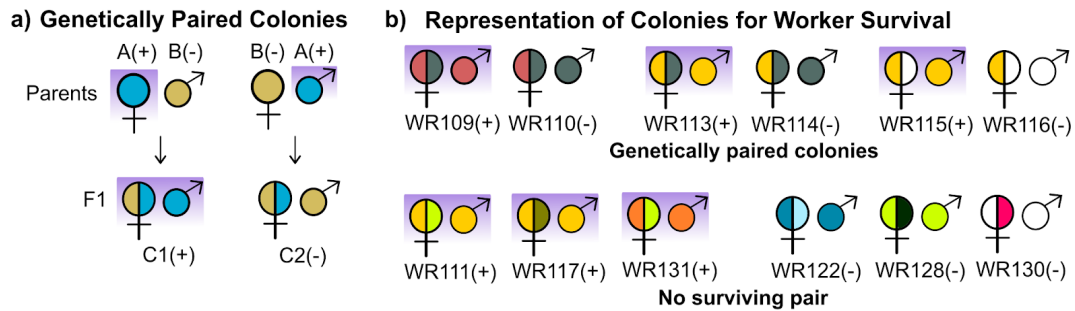 a) Genetically Paired Colonies
A(+) B(-) B(-) A(+)
Parents
F1
C1(+) C2(-)
b) Representation of Colonies for Worker Survival
WR109(+) WR110(-) WR113(+) WR114(-) WR115(+) WR116(-)
Genetically paired colonies
WR111(+) WR117(+) WR131(+) WR122(-) WR128(-) WR130(-)
No surviving pair